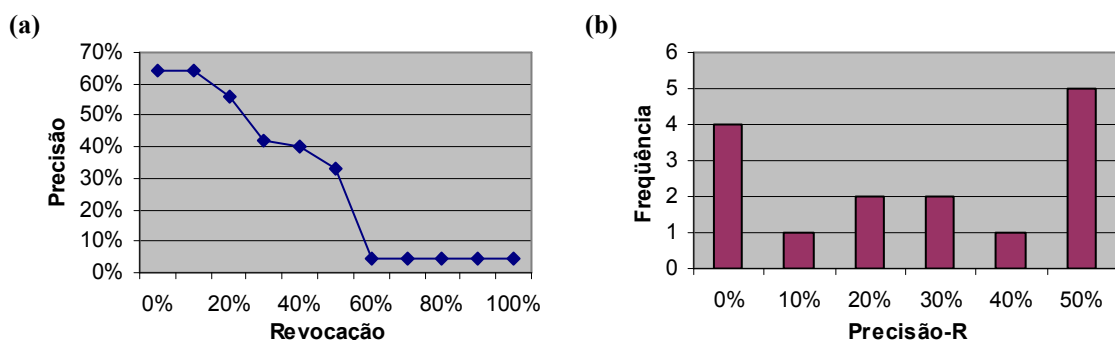 (a)
70%
60%
50%
40%
30%
20%
10%
0%
Precisão
0% 20% 40% 60% 80% 100%
Revocação
(b)
6
5
4
3
2
1
0
Freqüência
0% 10% 20% 30% 40% 50%
Precisão-R